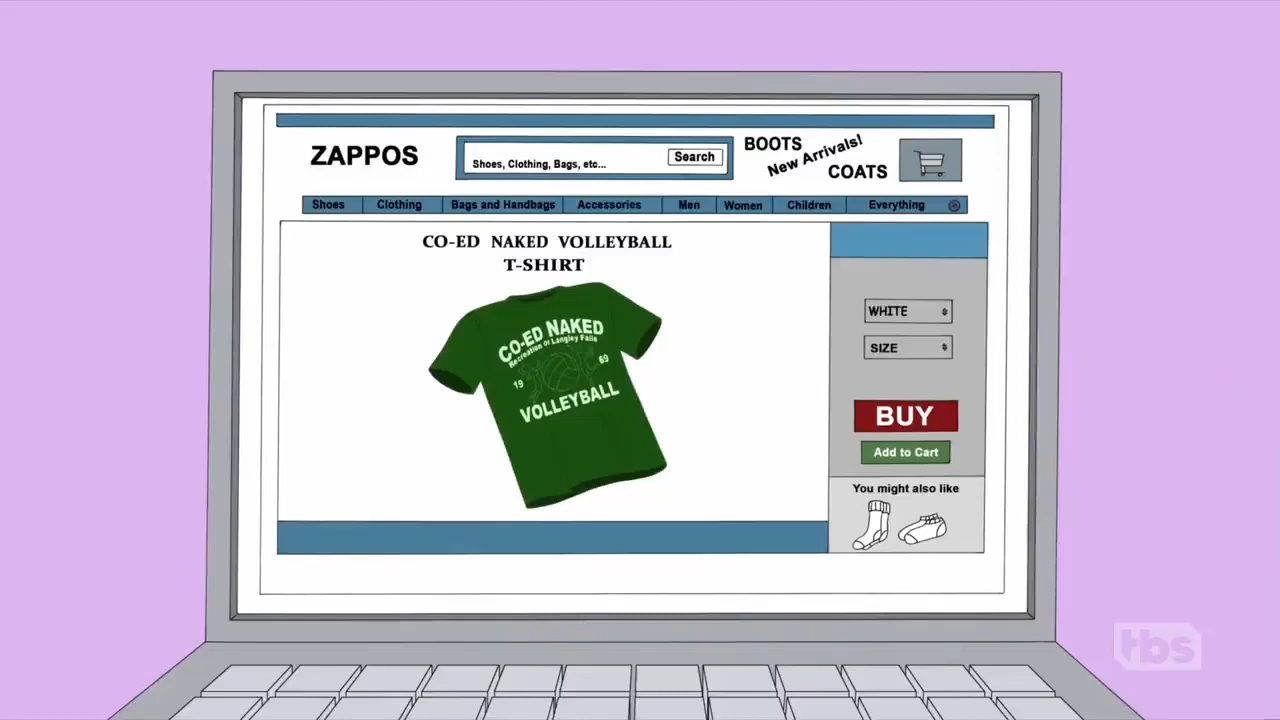 ZAPPOS
Shoes, Clothing, Bags, etc...
Search
BOOTS
New Arrivals!
COATS
Shoes
Clothing
Bags and Handbags
Accessories
Men
Women
Children
Everything
CO-ED NAKED VOLLEYBALL
T-SHIRT
CO-ED NAKED
Recreation Of Langley Falls
19
69
VOLLEYBALL
WHITE
SIZE
BUY
Add to Cart
You might also like
tbs